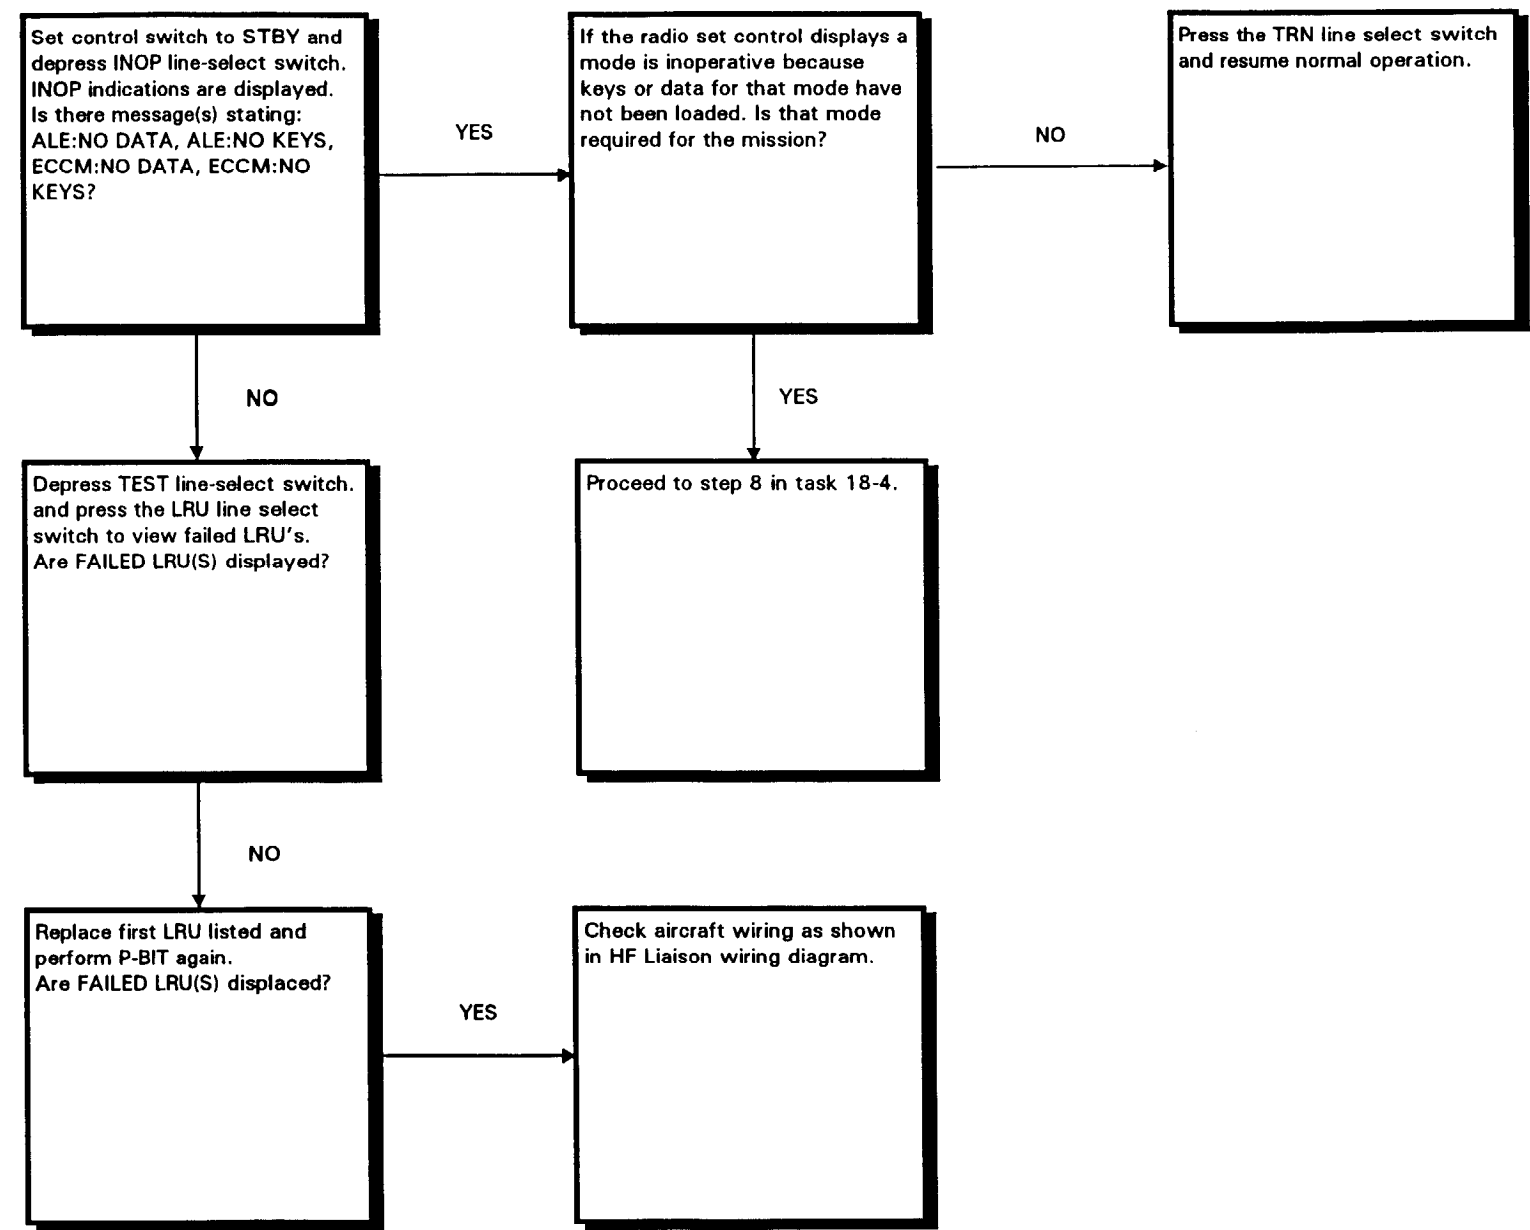 Set control switch to STBY and
depress INOP line-select switch.
INOP indications are displayed.
Is there message(s) stating:
ALE:NO DATA, ALE:NO KEYS,
ECCM:NO DATA, ECCM:NO
KEYS?
YES
If the radio set control displays a
mode is inoperative because
keys or data for that mode have
not been loaded. Is that mode
required for the mission?
NO
Press the TRN line select switch
and resume normal operation.
NO
YES
Depress TEST line-select switch.
and press the LRU line select
switch to view failed LRU's.
Are FAILED LRU(S) displayed?
Proceed to step 8 in task 18-4.
NO
Replace first LRU listed and
perform P-BIT again.
Are FAILED LRU(S) displaced?
YES
Check aircraft wiring as shown
in HF Liaison wiring diagram.